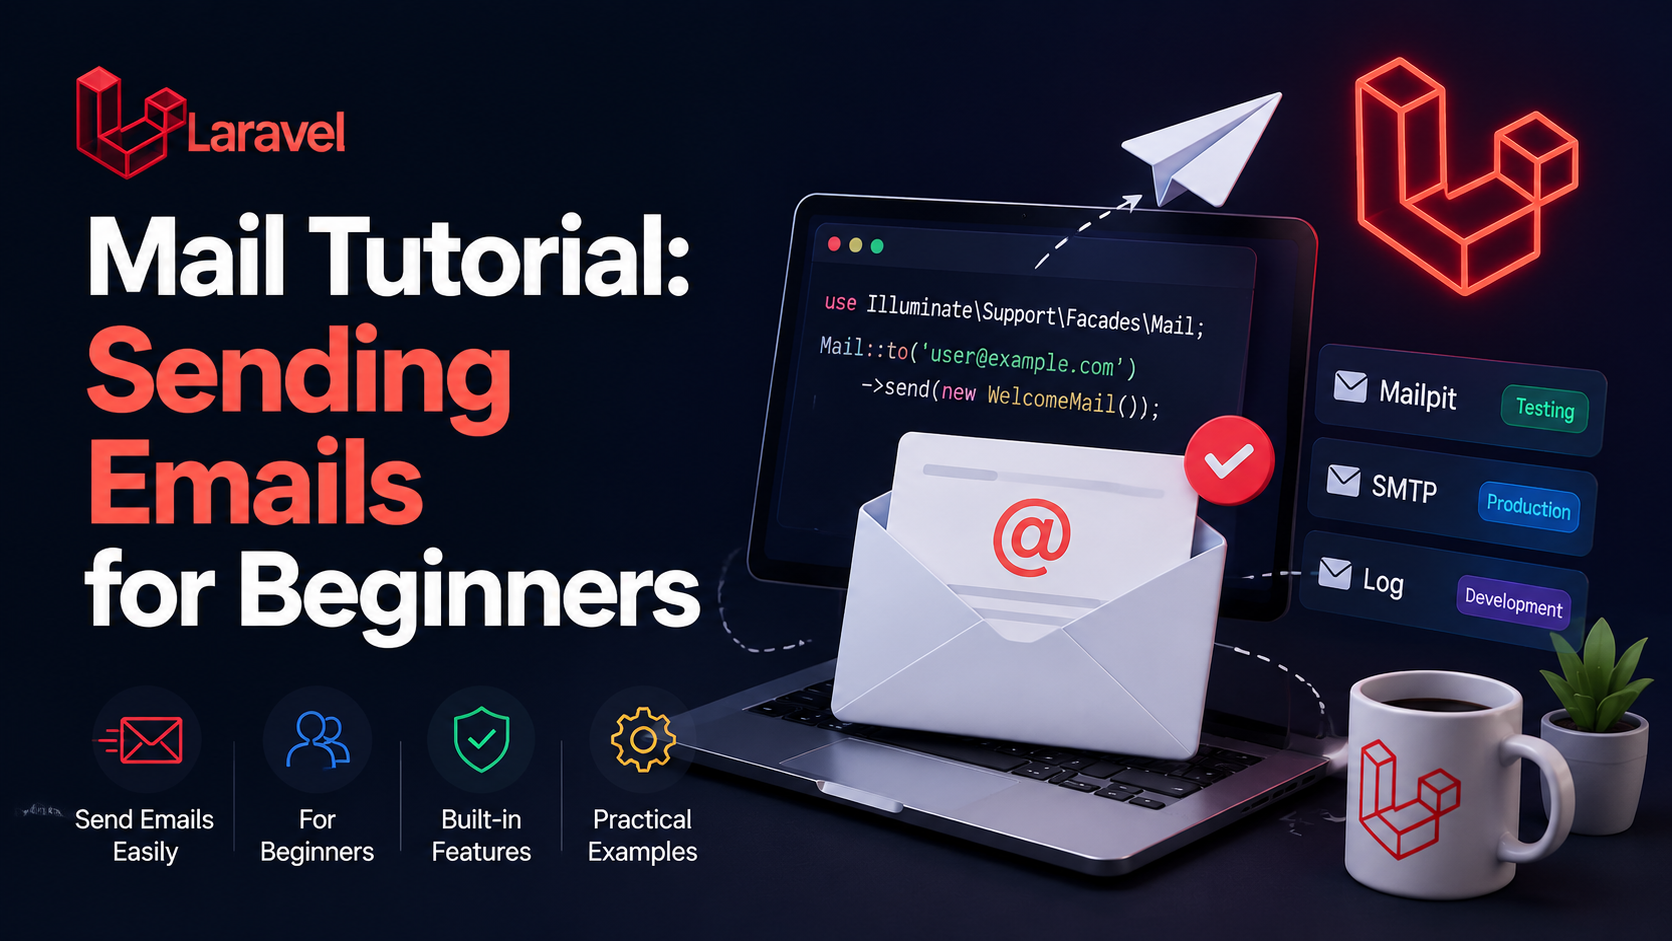 Laravel
Mail Tutorial:
Sending
Emails
for Beginners
Send Emails
Easily
For
Beginners
Built-in
Features
Practical
Examples
use Illuminate\Support\Facades\Mail;
Mail::to('user@example.com')
->send(new WelcomeMail());
@
Mailpit
Testing
SMTP
Production
Log
Development